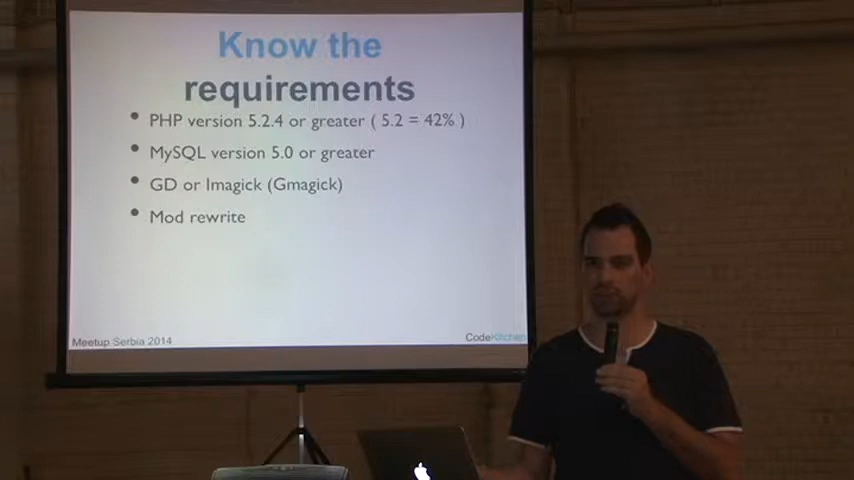 Know the
requirements
• PHP version 5.2.4 or greater ( 5.2 = 42% )
• MySQL version 5.0 or greater
• GD or Imagick (Gmagick)
• Mod rewrite
Meetup Serbia 2014
CodeKitchen